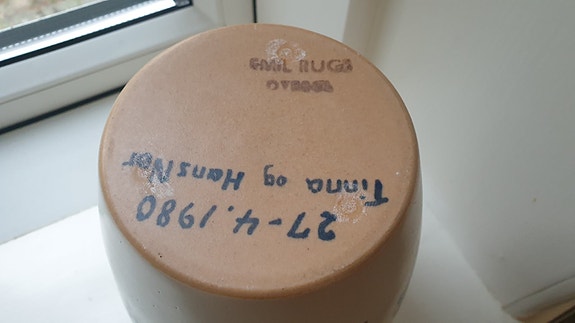 EMIL RUGE
27-4.1980
Tinna og Hans